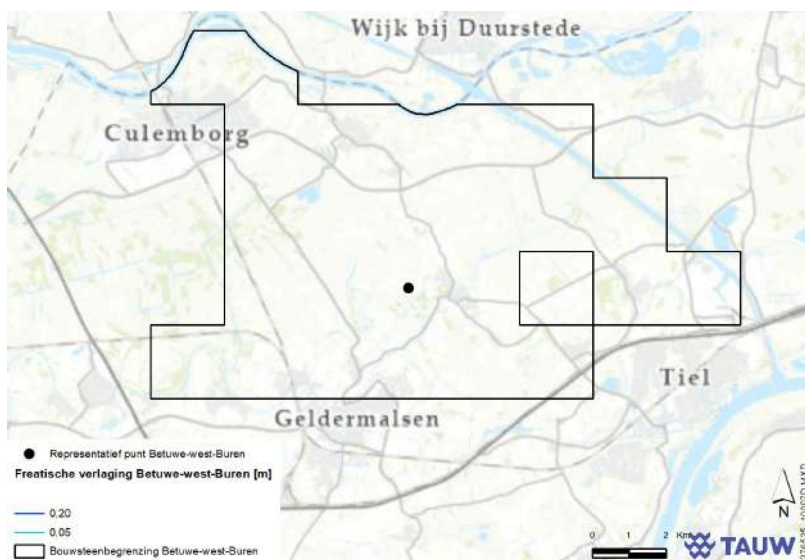 Wijk bij Duurstede
Culemborg
Tiel
Geldermalsen
Representatief punt Betuwe-west-Buren
Freatische verlaging Betuwe-west-Buren [m]
0,20
0,05
Bouwsteenbegrenzing Betuwe-west-Buren
N
0 1 2 Km
TAUW